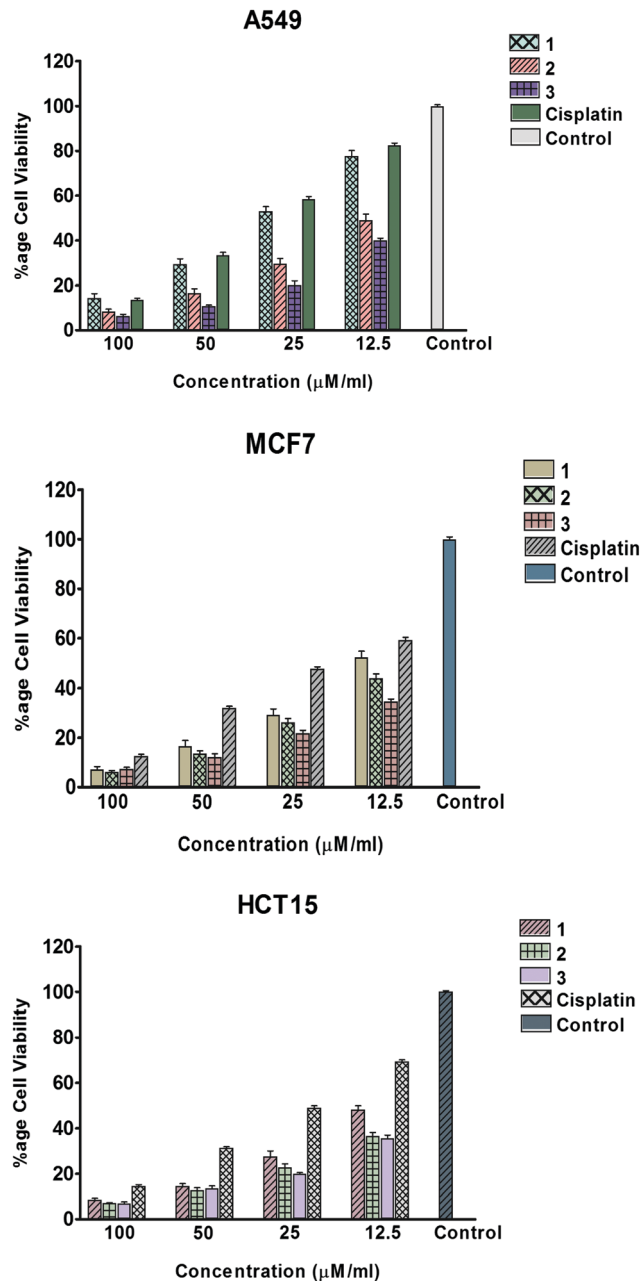 A549
1
2
3
Cisplatin
Control
120
100
80
60
40
20
0
%age Cell Viability
100 50 25 12.5 Control
Concentration (μM/ml)
MCF7
1
2
3
Cisplatin
Control
120
100
80
60
40
20
0
%age Cell Viability
100 50 25 12.5 Control
Concentration (μM/ml)
HCT15
1
2
3
Cisplatin
Control
120
100
80
60
40
20
0
%age Cell Viability
100 50 25 12.5 Control
Concentration (μM/ml)